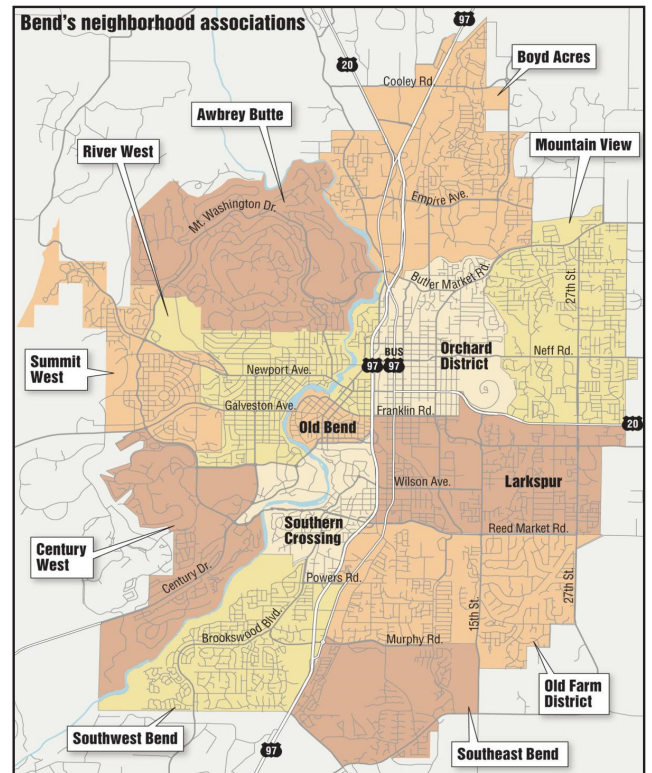 Bend's neighborhood associations
97
20
Boyd Acres
Cooley Rd.
Awbrey Butte
River West
Mountain View
Mt. Washington Dr.
Empire Ave.
27th St.
Butler Market Rd.
Summit
West
BUS
97 97
Orchard
District
Neff Rd.
Newport Ave.
Galveston Ave.
Franklin Rd.
Old Bend
20
Wilson Ave.
Larkspur
Southern
Crossing
Reed Market Rd.
Century
West
Century Dr.
Powers Rd.
15th St.
27th St.
Brookswood Blvd.
Murphy Rd.
Old Farm
District
Southwest Bend
97
Southeast Bend